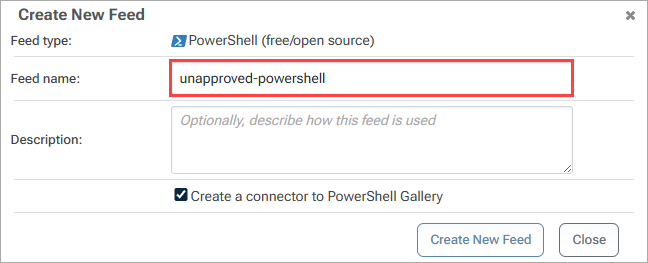 Create New Feed
Feed type: PowerShell (free/open source)
Feed name: unapproved-powershell
Description: Optionally, describe how this feed is used
Create a connector to PowerShell Gallery
Create New Feed Close